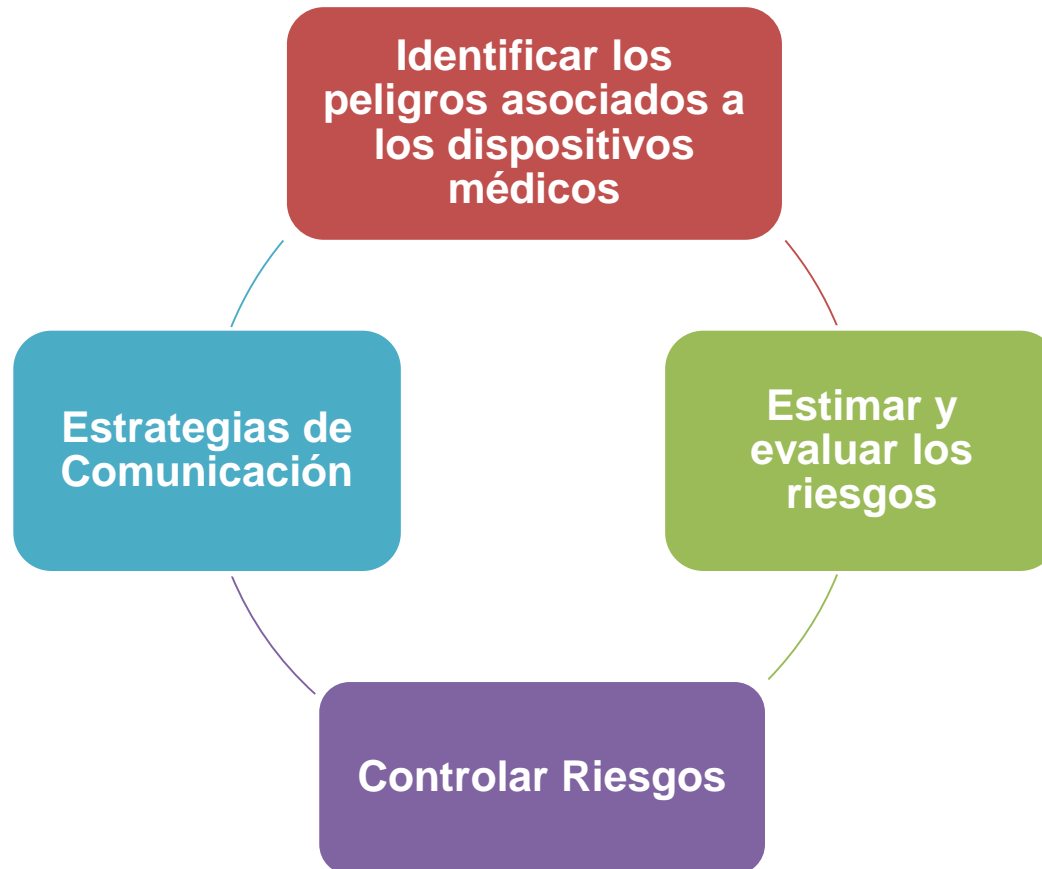 Identificar los
peligros asociados a
los dispositivos
médicos
Estrategias de
Comunicación
Estimar y
evaluar los
riesgos
Controlar Riesgos